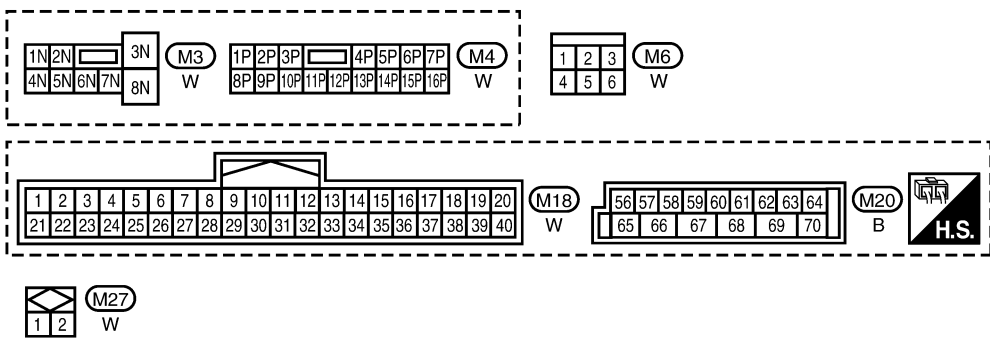 1N 2N 3N M3 1P 2P 3P 4P 5P 6P 7P M4 1 2 3 M6
4N 5N 6N 7N 8N W 8P 9P 10P 11P 12P 13P 14P 15P 16P W 4 5 6 W
1 2 3 4 5 6 7 8 9 10 11 12 13 14 15 16 17 18 19 20 M18 56 57 58 59 60 61 62 63 64 M20
21 22 23 24 25 26 27 28 29 30 31 32 33 34 35 36 37 38 39 40 W 65 66 67 68 69 70 B H.S.
M27
1 2 W